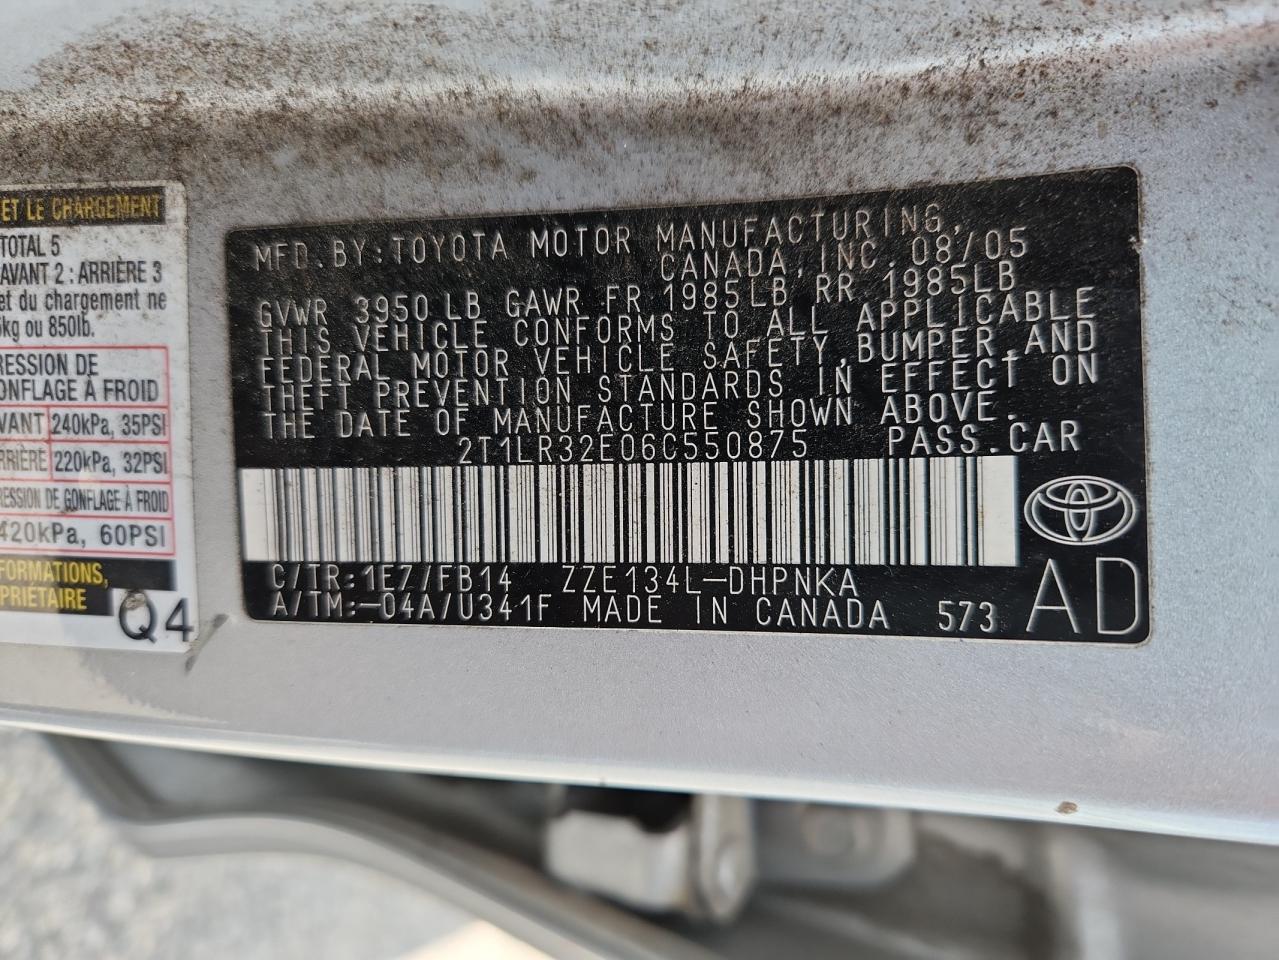 ET LE CHARGEMENT
TOTAL 5
AVANT 2 : ARRIÈRE 3
et du chargement ne
kg ou 850lb.
RESSION DE
ONFLAGE À FROID
VANT 240kPa, 35PSI
RRIÈRE 220kPa, 32PSI
RESSION DE GONFLAGE À FROID
420kPa, 60PSI
FORMATIONS,
PRIÉTAIRE
Q4
MFD.BY:TOYOTA MOTOR MANUFACTURING,
CANADA, INC. 08/05
GVWR 3950LB GAWR FR 1985LB RR 1985LB
THIS VEHICLE CONFORMS TO ALL APPLICABLE
FEDERAL MOTOR VEHICLE SAFETY,BUMPER,AND
THEFT PREVENTION STANDARDS IN EFFECT ON
THE DATE OF MANUFACTURE SHOWN ABOVE.
2T1LR32E06C550875 PASS.CAR
C/TR:1E7/FB14 ZZE134L-DHPNKA
A/TM:-04A/U341F MADE IN CANADA 573
AD